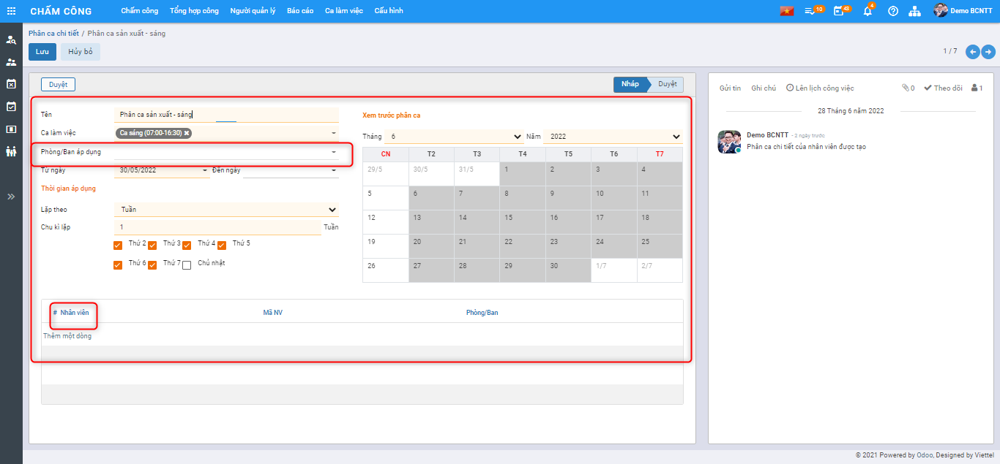 CHẤM CÔNG Chấm công Tổng hợp công Người quản lý Báo cáo Ca làm việc Cấu hình 10 43 4 Demo BCNTT
Phân ca chi tiết / Phân ca sản xuất - sáng
Lưu Hủy bỏ 1 / 7
Duyệt Nháp Duyệt
Tên Phân ca sản xuất - sáng
Ca làm việc Ca sáng (07:00-16:30) ×
Phòng/Ban áp dụng
Từ ngày 30/05/2022 Đến ngày
Thời gian áp dụng
Lặp theo Tuần
Chu kì lặp 1 Tuần
Thứ 2 Thứ 3 Thứ 4 Thứ 5
Thứ 6 Thứ 7 Chủ nhật
Xem trước phân ca
Tháng 6 Năm 2022
CN T2 T3 T4 T5 T6 T7
29/5 30/5 31/5 1 2 3 4
5 6 7 8 9 10 11
12 13 14 15 16 17 18
19 20 21 22 23 24 25
26 27 28 29 30 1/7 2/7
# Nhân viên Mã NV Phòng/Ban
Thêm một dòng
Gửi tin Ghi chú Lên lịch công việc 0 Theo dõi 1
28 Tháng 6 năm 2022
Demo BCNTT - 2 ngày trước
Phân ca chi tiết của nhân viên được tạo
© 2021 Powered by Odoo, Designed by Viettel